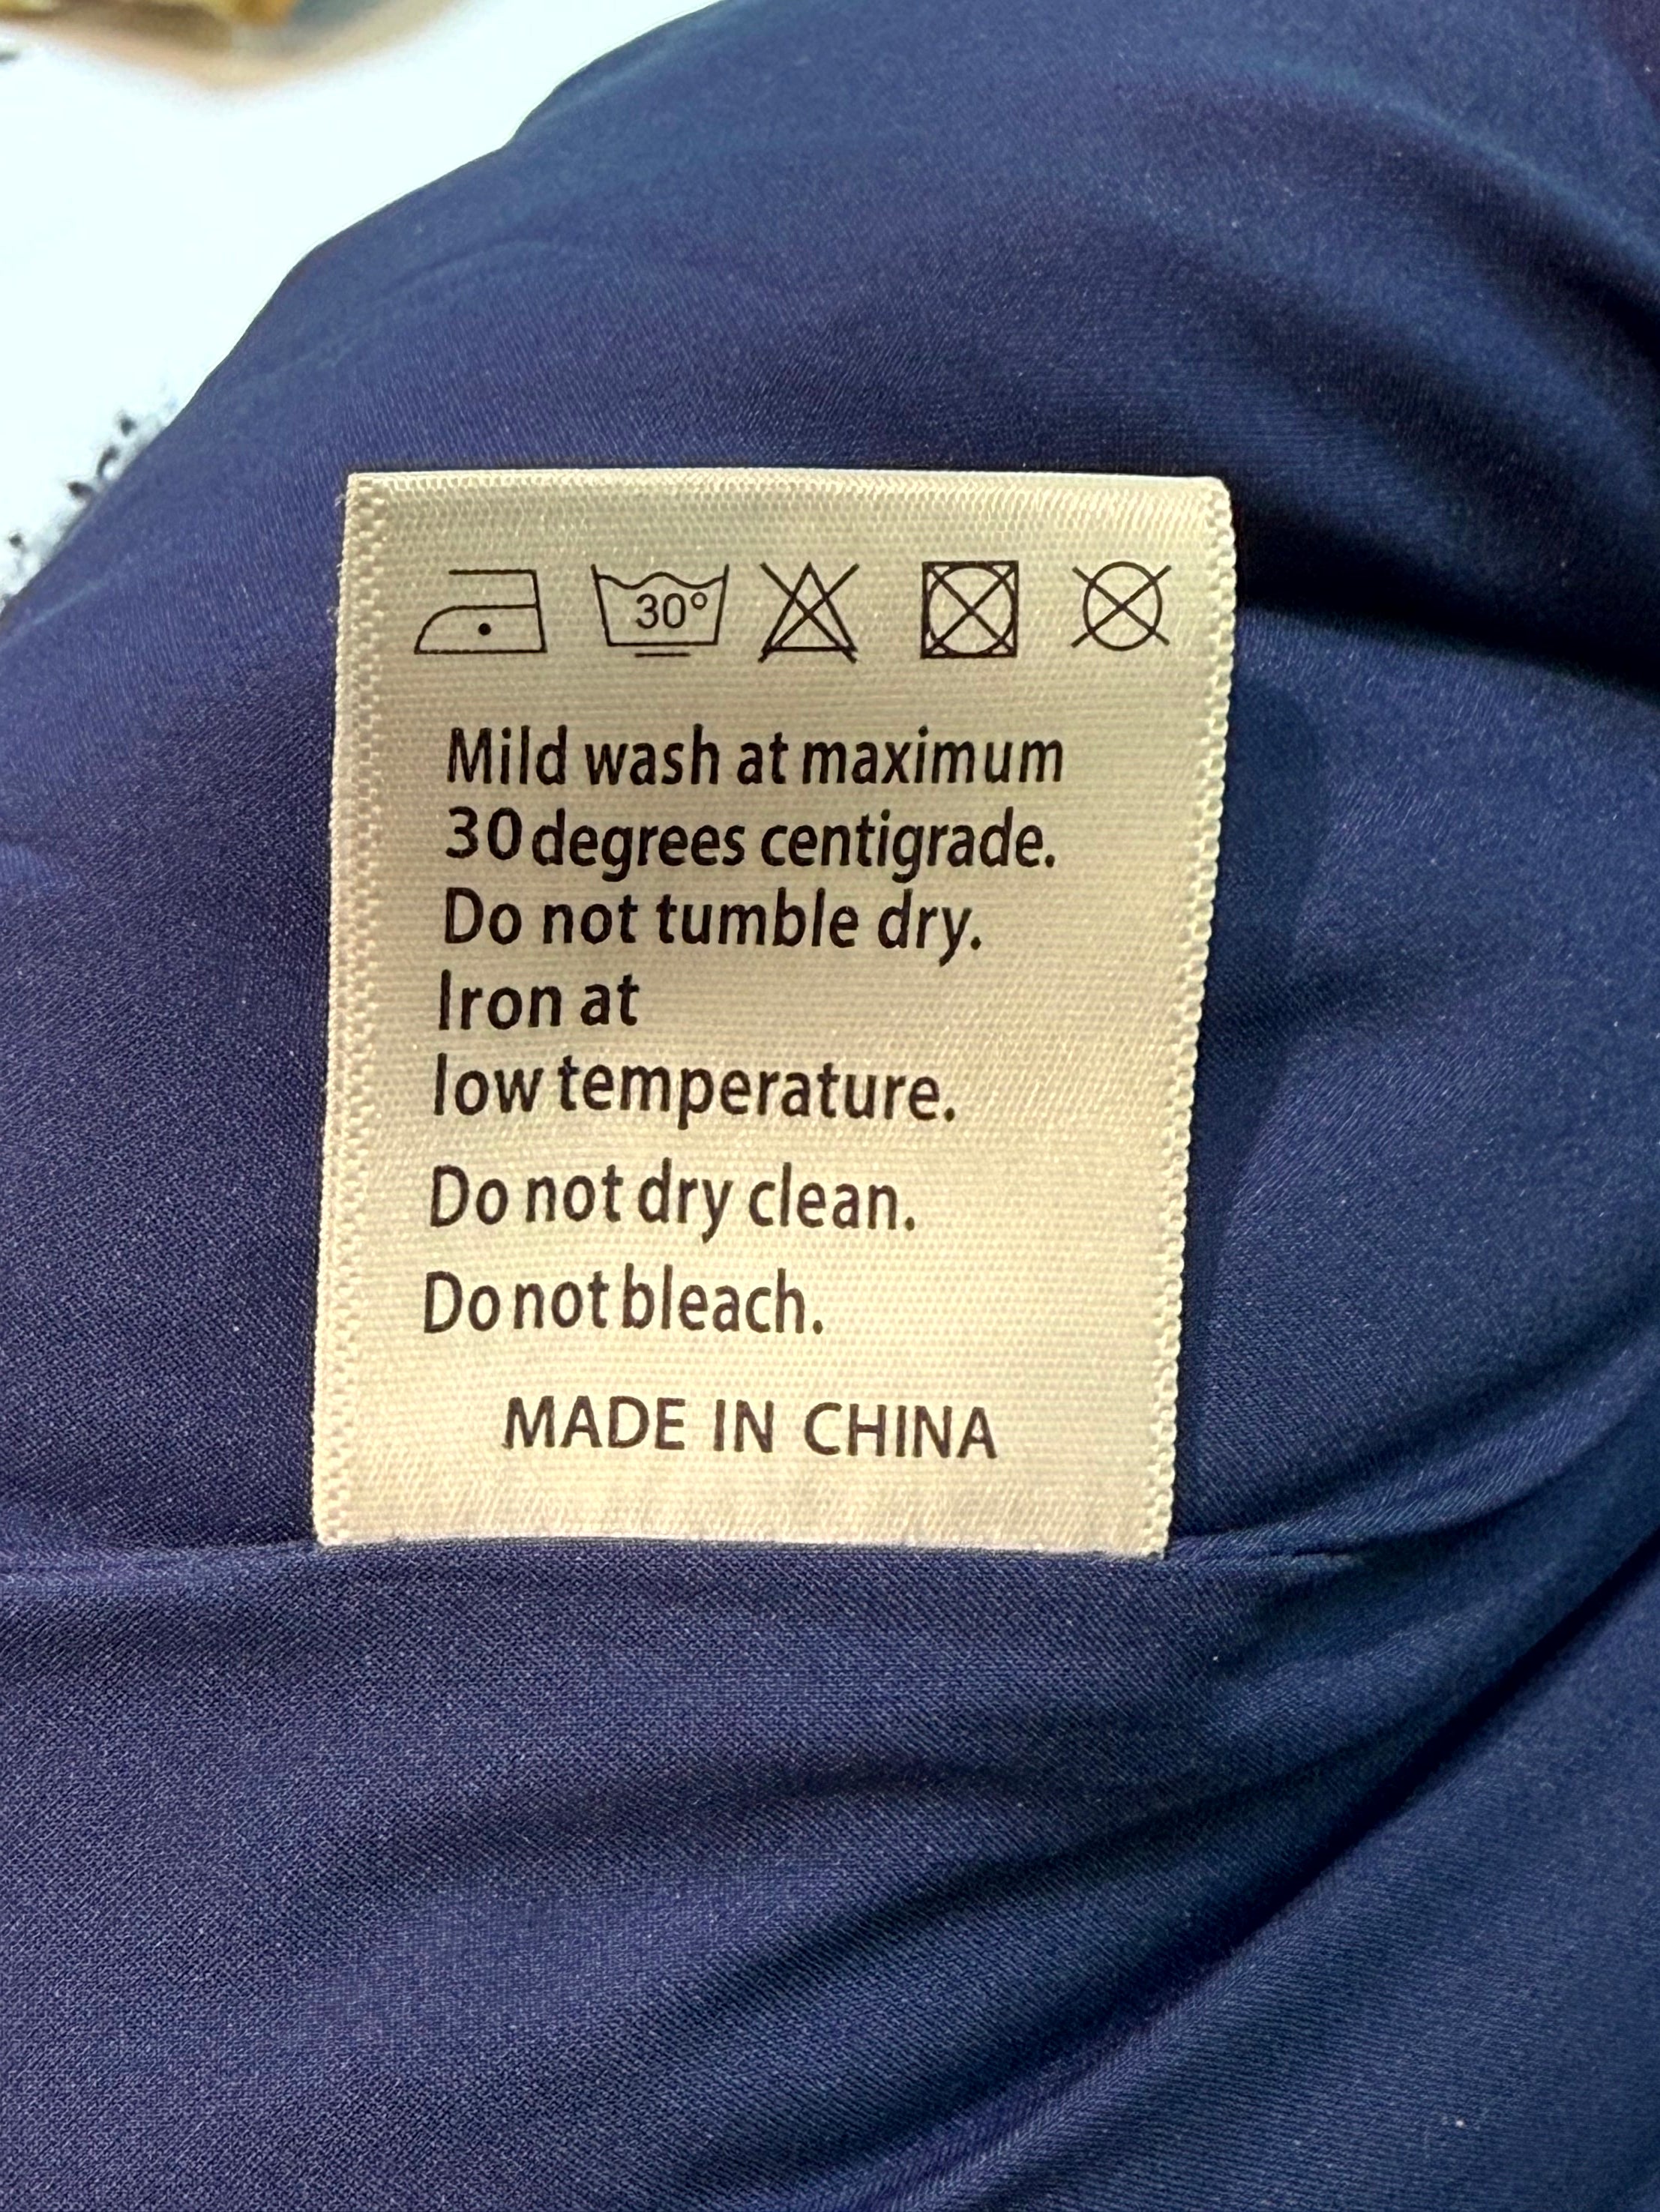 30°
Mild wash at maximum
30 degrees centigrade.
Do not tumble dry.
Iron at
low temperature.
Do not dry clean.
Do not bleach.
MADE IN CHINA